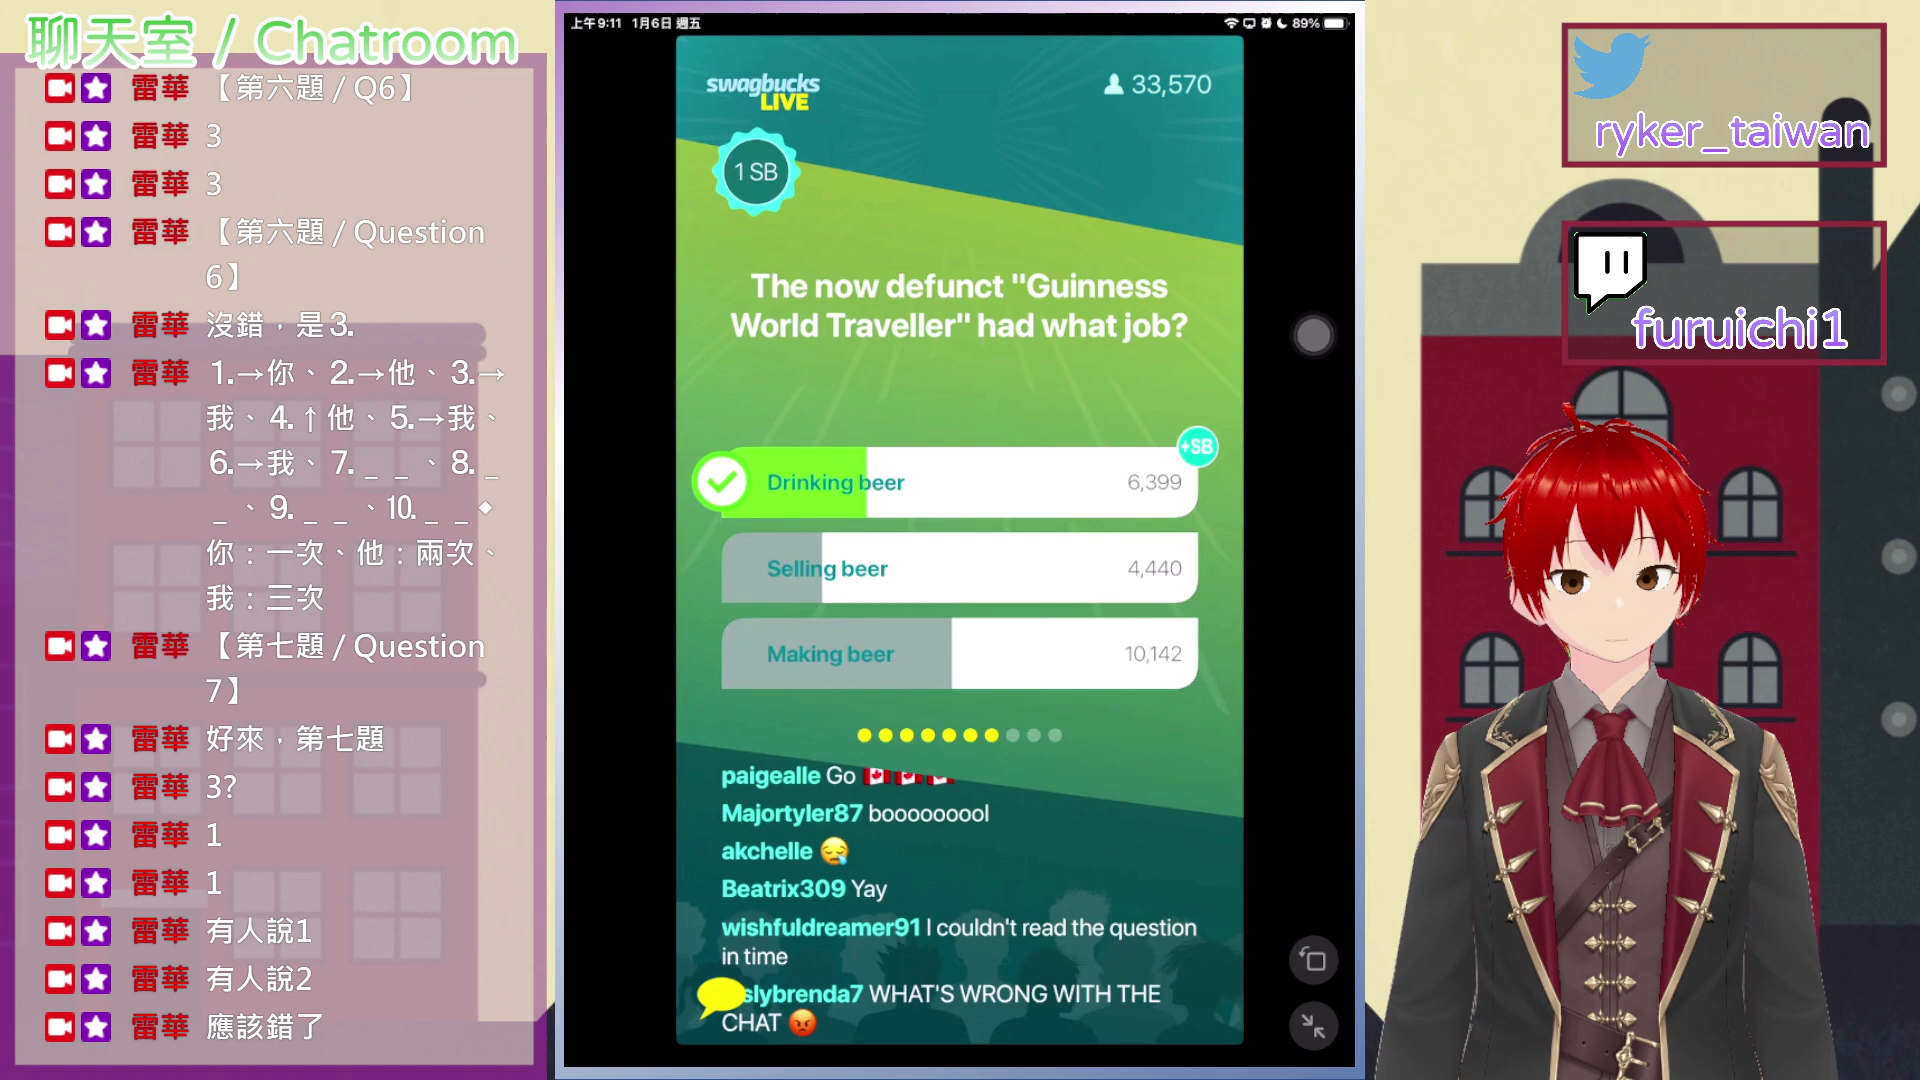 聊天室 / Chatroom
雷華 【第六題 / Q6】
雷華 3
雷華 3
雷華 【第六題 / Question
6】
雷華 沒錯，是３.
雷華 1.→你、2.→他、3.→
我、4.↑他、5.→我、
6.→我、7._ _ 、8._
_ 、9._ _ 、10._ _◆
你：一次、他：兩次、
我：三次
雷華 【第七題 / Question
7】
雷華 好來，第七題
雷華 3?
雷華 1
雷華 1
雷華 有人說1
雷華 有人說2
雷華 應該錯了
上午9:11 1月6日 週五
89%
swagbucks
LIVE
33,570
1 SB
The now defunct "Guinness
World Traveller" had what job?
+SB
Drinking beer 6,399
Selling beer 4,440
Making beer 10,142
paigealle Go 🇨🇦🇨🇦🇨🇦
Majortyler87 booooooool
akchelle 😪
Beatrix309 Yay
wishfuldreamer91 I couldn't read the question
in time
slybrenda7 WHAT'S WRONG WITH THE
CHAT 😡
ryker_taiwan
furuichi1